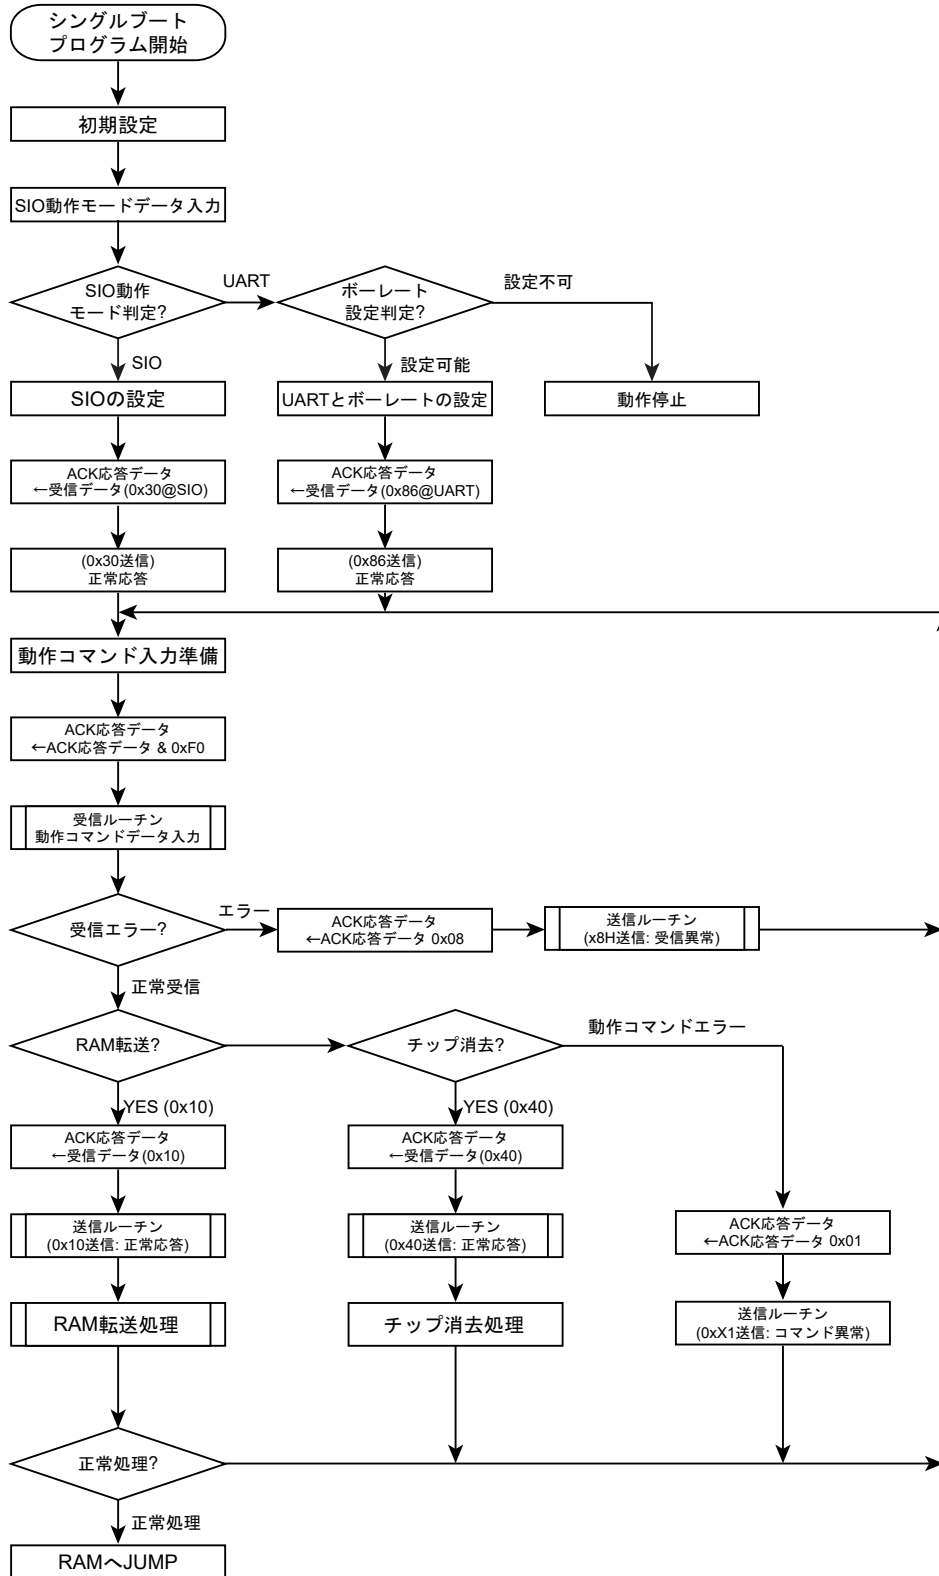 シングルブート
プログラム開始
初期設定
SIO動作モードデータ入力
SIO動作
モード判定?
UART
ボーレート
設定判定?
設定不可
SIO
設定可能
SIOの設定
UARTとボーレートの設定
動作停止
ACK応答データ
←受信データ(0x30@SIO)
ACK応答データ
←受信データ(0x86@UART)
(0x30送信)
正常応答
(0x86送信)
正常応答
動作コマンド入力準備
ACK応答データ
←ACK応答データ & 0xF0
受信ルーチン
動作コマンドデータ入力
受信エラー?
エラー
ACK応答データ
←ACK応答データ 0x08
送信ルーチン
(x8H送信: 受信異常)
正常受信
RAM転送?
チップ消去?
動作コマンドエラー
YES (0x10)
YES (0x40)
ACK応答データ
←受信データ(0x10)
ACK応答データ
←受信データ(0x40)
送信ルーチン
(0x10送信: 正常応答)
送信ルーチン
(0x40送信: 正常応答)
ACK応答データ
←ACK応答データ 0x01
RAM転送処理
チップ消去処理
送信ルーチン
(0xX1送信: コマンド異常)
正常処理?
正常処理
RAMへJUMP